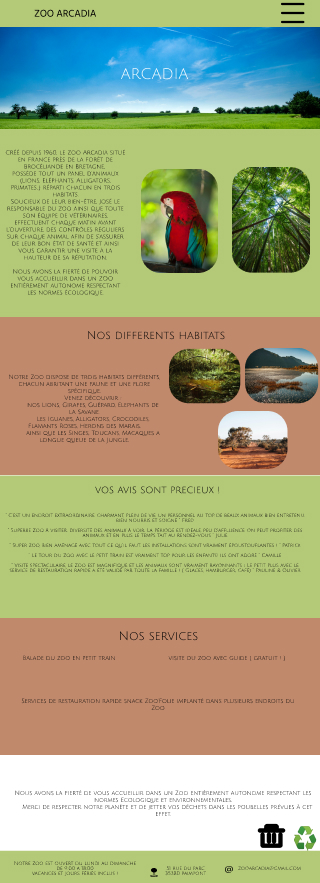 ZOO ARCADIA
ARCADIA
Créé depuis 1960, le zoo Arcadia situé
en France près de la forêt de
Brocéliande en Bretagne,
possède tout un panel d'animaux
(Lions, Elephants, Alligators,
Primates,) réparti chacun en trois
habitats.
Soucieux de leur bien-être, José le
responsable du Zoo ainsi que toute
son équipe de vétérinaires
effectuent chaque matin avant
l'ouverture des contrôles réguliers
sur chaque animal afin de s'assurer
de leur bon état de santé et ainsi
vous garantir une visite à la
hauteur de sa réputation.
Nous avons la fierté de pouvoir
vous accueillir dans un zoo
entièrement autonome respectant
les normes écologique.
Nos différents habitats
Notre Zoo dispose de trois habitats différents,
chacun abritant une faune et une flore
spécifique.
Venez découvrir :
nos Lions, Girafes, Guépard, Elephants de
la Savane
Les Iguanes, Alligators, Crocodiles,
Flamants Roses, Herons des Marais,
ainsi que les Singes, Toucans, Macaques a
longue queue de la Jungle.
Vos avis sont précieux !
" C'est un endroit extraordinaire charmant plein de vie un personnel au top de beaux animaux bien entretenu
bien nourris et soigné " Fred
" Superbe Zoo à visiter, diversité des animaux à voir, la période est idéale peu d'affluence on peut profiter des
animaux et en plus le temps était au rendez-vous " Julie
" Super Zoo bien aménagé avec tout ce qu'il faut les installations sont vraiment époustouflantes ! " Patrick
" Le tour du zoo avec le petit train est vraiment top pour les enfants ils ont adoré " Camille
" Visite spectaculaire le Zoo est magnifique et les animaux sont vraiment rayonnants ; le petit plus avec le
service de restauration rapide a été validé par toute la famille ! ( glaces, hamburger, café) " Pauline & Olivier
Nos services
Balade du zoo en petit train
visite du zoo avec guide ( gratuit ! )
Services de restauration rapide snack Zoo'Folie implanté dans plusieurs endroits du
Zoo
Nous avons la fierté de vous accueillir dans un Zoo entièrement autonome respectant les
normes écologique et environnementales.
Merci de respecter notre planète et de jetter vos déchets dans les poubelles prévues à cet
effet.
Notre Zoo est ouvert du lundi au dimanche
de 9:00 à 18:00
vacances et jours fériés inclus !
51 rue du parc
35380 Paimpont
@ zooarcadia@gmail.com